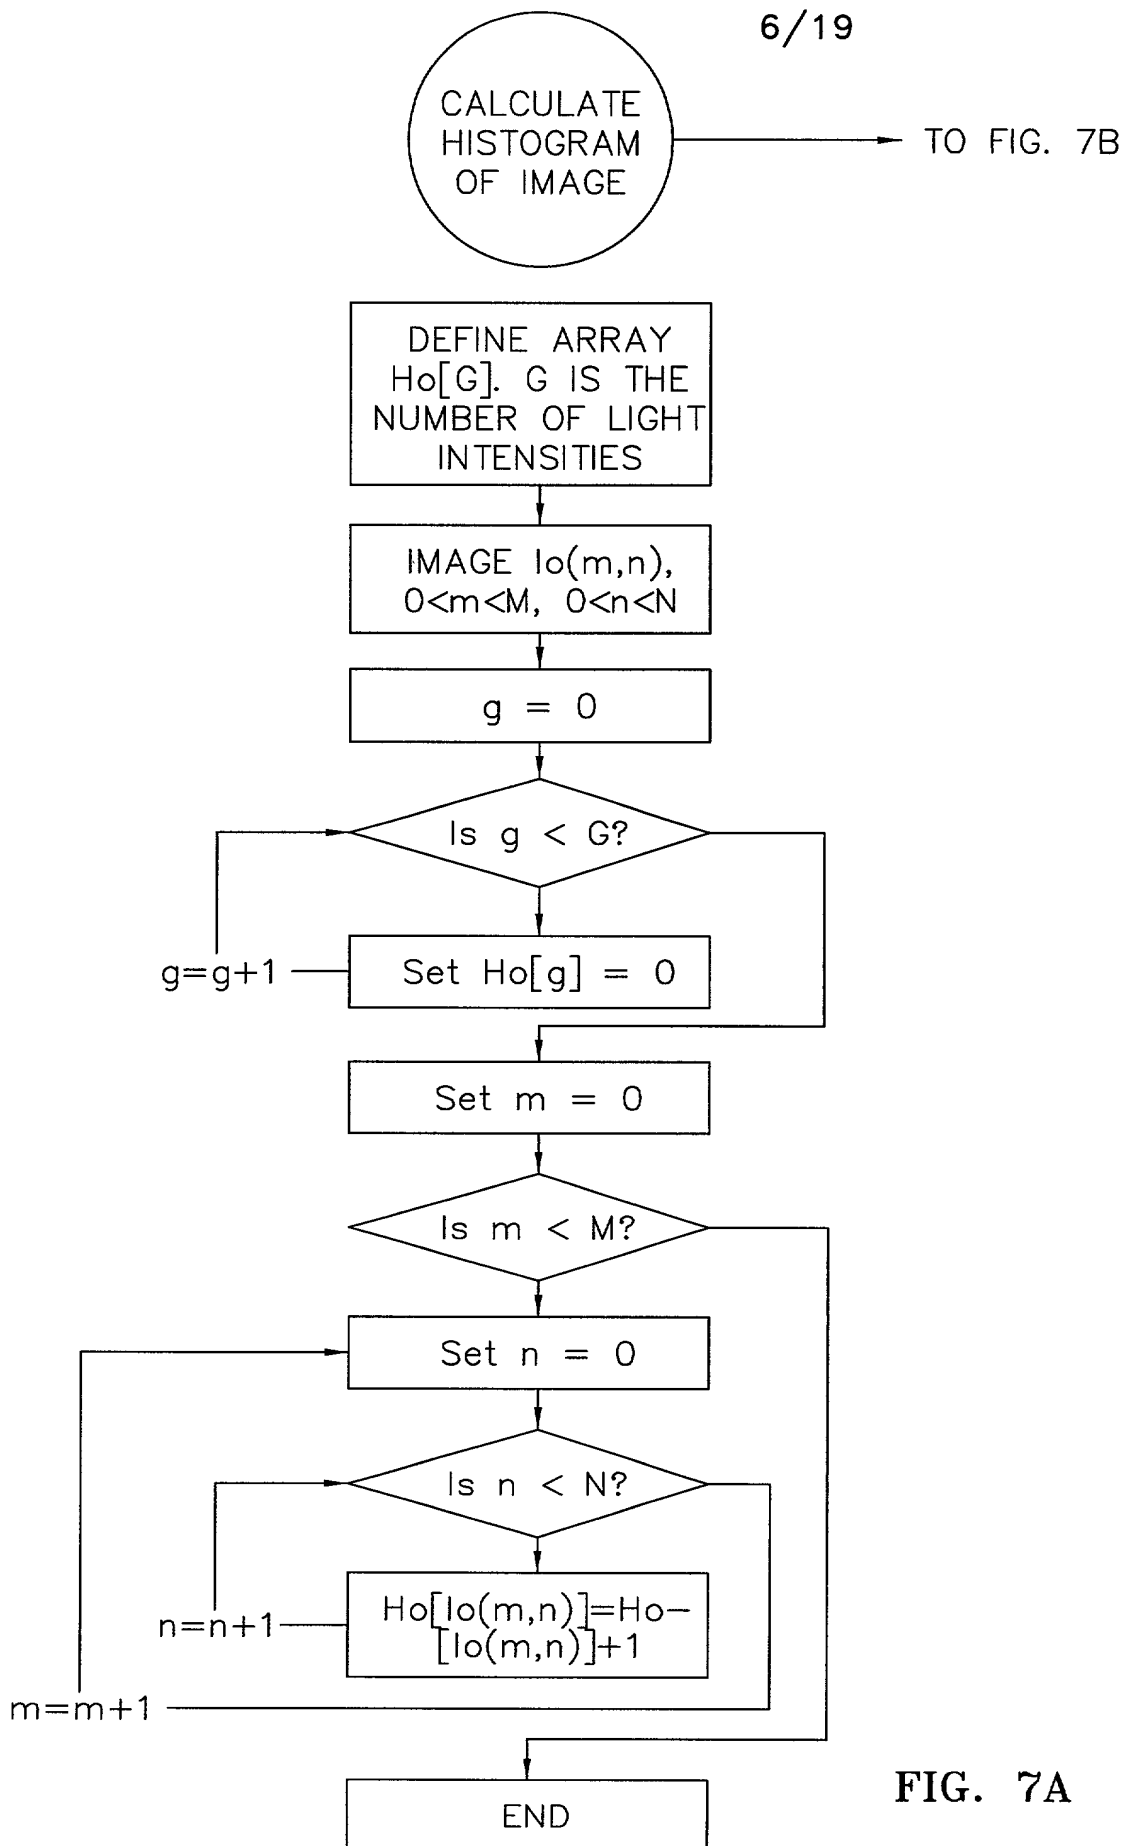 6/19
CALCULATE
HISTOGRAM
OF IMAGE
TO FIG. 7B
DEFINE ARRAY
Ho[G]. G IS THE
NUMBER OF LIGHT
INTENSITIES
IMAGE Io(m,n),
0<m<M, 0<n<N
g = 0
Is g < G?
g=g+1
Set Ho[g] = 0
Set m = 0
Is m < M?
Set n = 0
Is n < N?
n=n+1
Ho[Io(m,n)]=Ho-
[Io(m,n)]+1
m=m+1
END
FIG. 7A